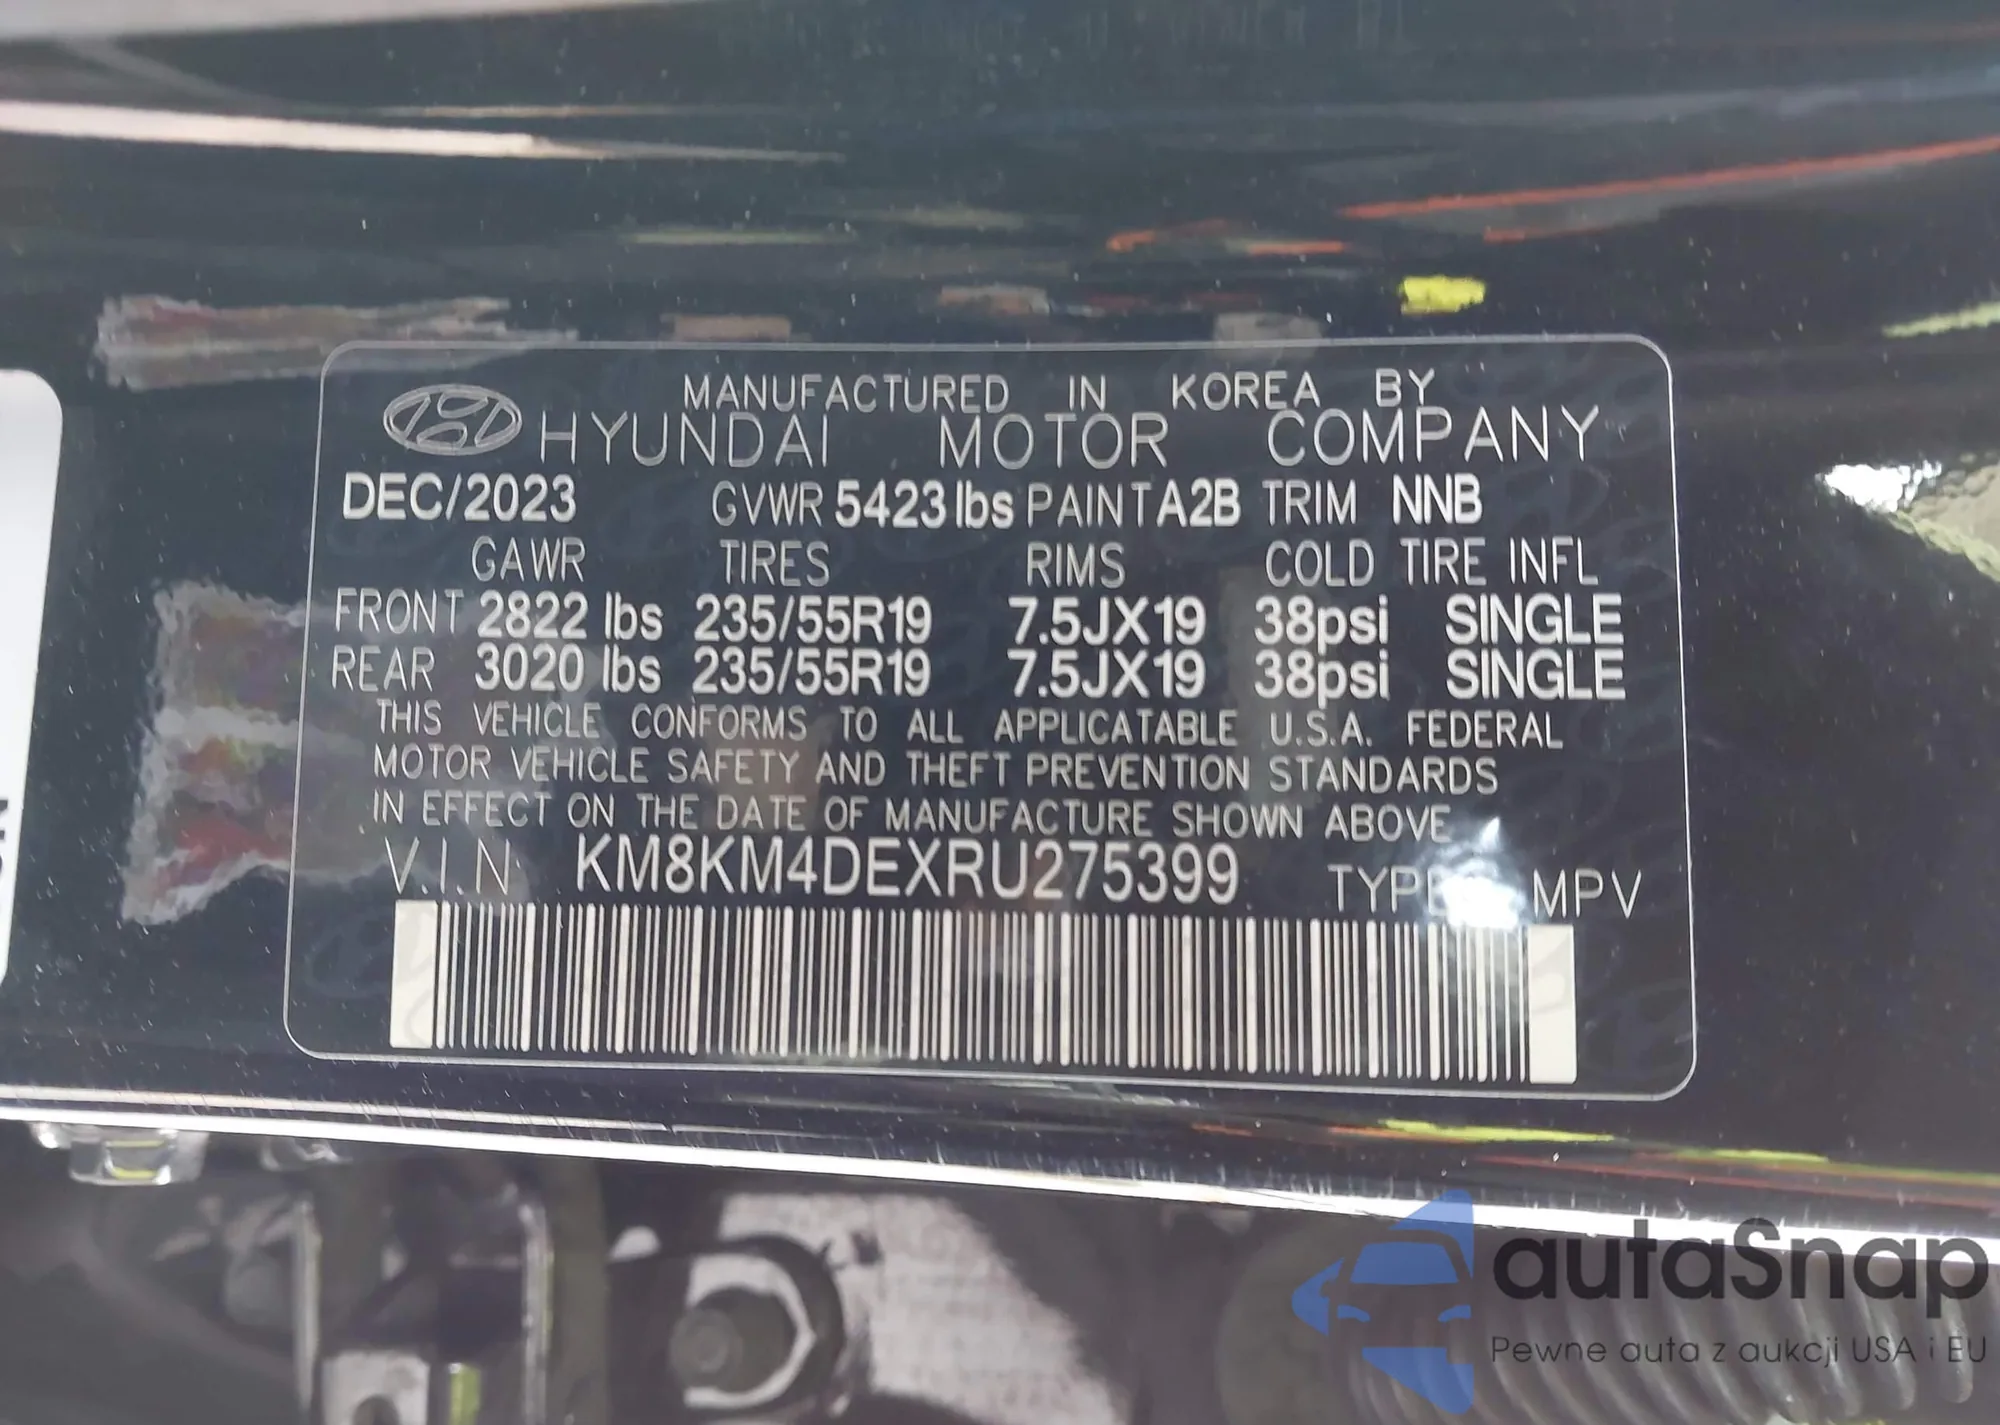 MANUFACTURED IN KOREA BY
HYUNDAI MOTOR COMPANY
DEC/2023 GVWR 5423 lbs PAINT A2B TRIM NNB
GAWR TIRES RIMS COLD TIRE INFL
FRONT 2822 lbs 235/55R19 7.5JX19 38psi SINGLE
REAR 3020 lbs 235/55R19 7.5JX19 38psi SINGLE
THIS VEHICLE CONFORMS TO ALL APPLICATABLE U.S.A. FEDERAL
MOTOR VEHICLE SAFETY AND THEFT PREVENTION STANDARDS
IN EFFECT ON THE DATE OF MANUFACTURE SHOWN ABOVE
V.I.N: KM8KM4DEXRU275399 TYPE: MPV
autaSnap
Pewne auta z aukcji USA i EU